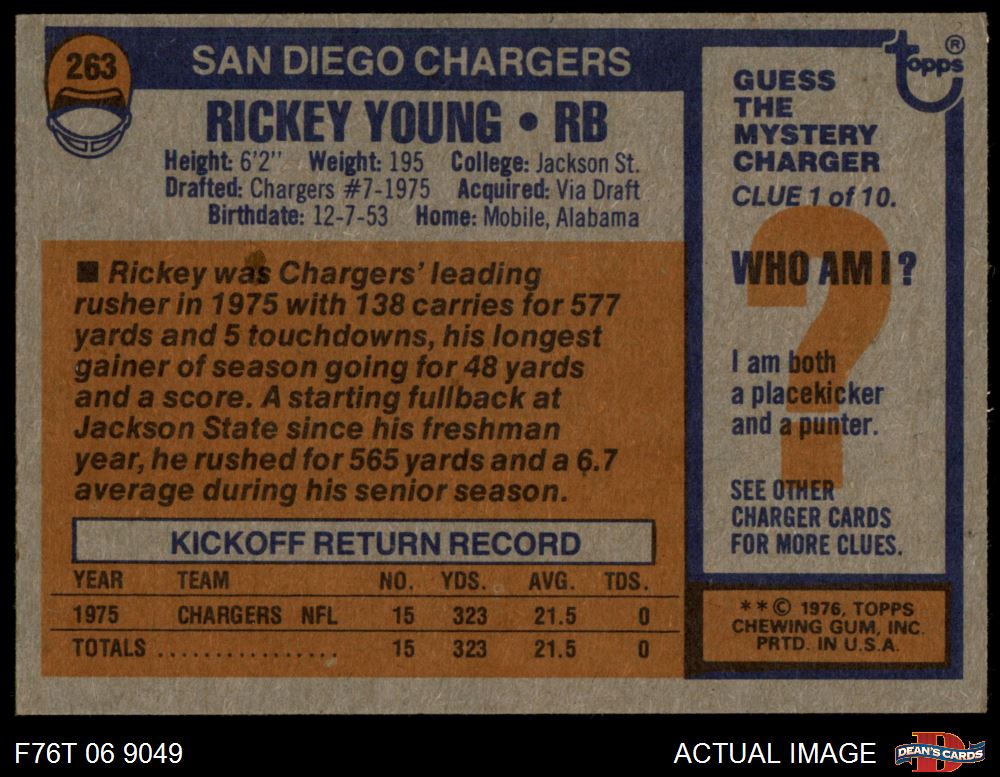 263
SAN DIEGO CHARGERS
RICKEY YOUNG • RB
Height: 6'2" Weight: 195 College: Jackson St.
Drafted: Chargers #7-1975 Acquired: Via Draft
Birthdate: 12-7-53 Home: Mobile, Alabama
■ Rickey was Chargers' leading
rusher in 1975 with 138 carries for 577
yards and 5 touchdowns, his longest
gainer of season going for 48 yards
and a score. A starting fullback at
Jackson State since his freshman
year, he rushed for 565 yards and a 6.7
average during his senior season.
KICKOFF RETURN RECORD
YEAR TEAM NO. YDS. AVG. TDS.
1975 CHARGERS NFL 15 323 21.5 0
TOTALS ................ 15 323 21.5 0
topps ®
GUESS
THE
MYSTERY
CHARGER
CLUE 1 of 10.
?
WHO AM I?
I am both
a placekicker
and a punter.
SEE OTHER
CHARGER CARDS
FOR MORE CLUES.
**© 1976, TOPPS
CHEWING GUM, INC.
PRTD. IN U.S.A.
F76T 06 9049
ACTUAL IMAGE
D
DEAN'S CARDS